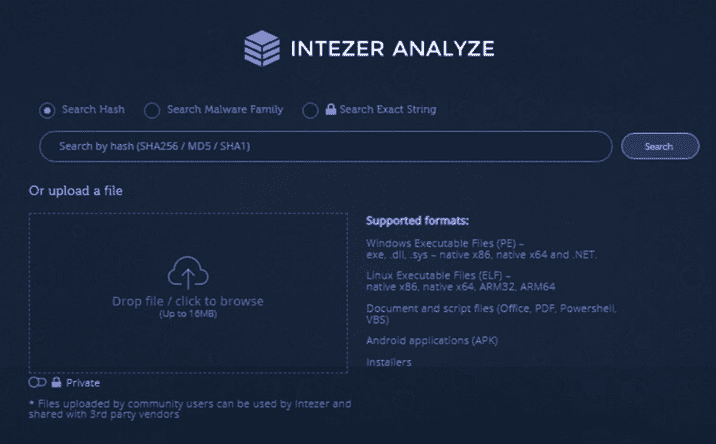 INTEZER ANALYZE
Search Hash Search Malware Family Search Exact String
Search by hash (SHA256 / MD5 / SHA1)
Search
Or upload a file
Drop file / click to browse
(Up to 16MB)
Private
* Files uploaded by community users can be used by Intezer and
shared with 3rd party vendors
Supported formats:
Windows Executable Files (PE) –
exe, .dll, .sys – native x86, native x64 and .NET.
Linux Executable Files (ELF) –
native x86, native x64, ARM32, ARM64
Document and script files (Office, PDF, Powershell,
VBS)
Android applications (APK)
Installers